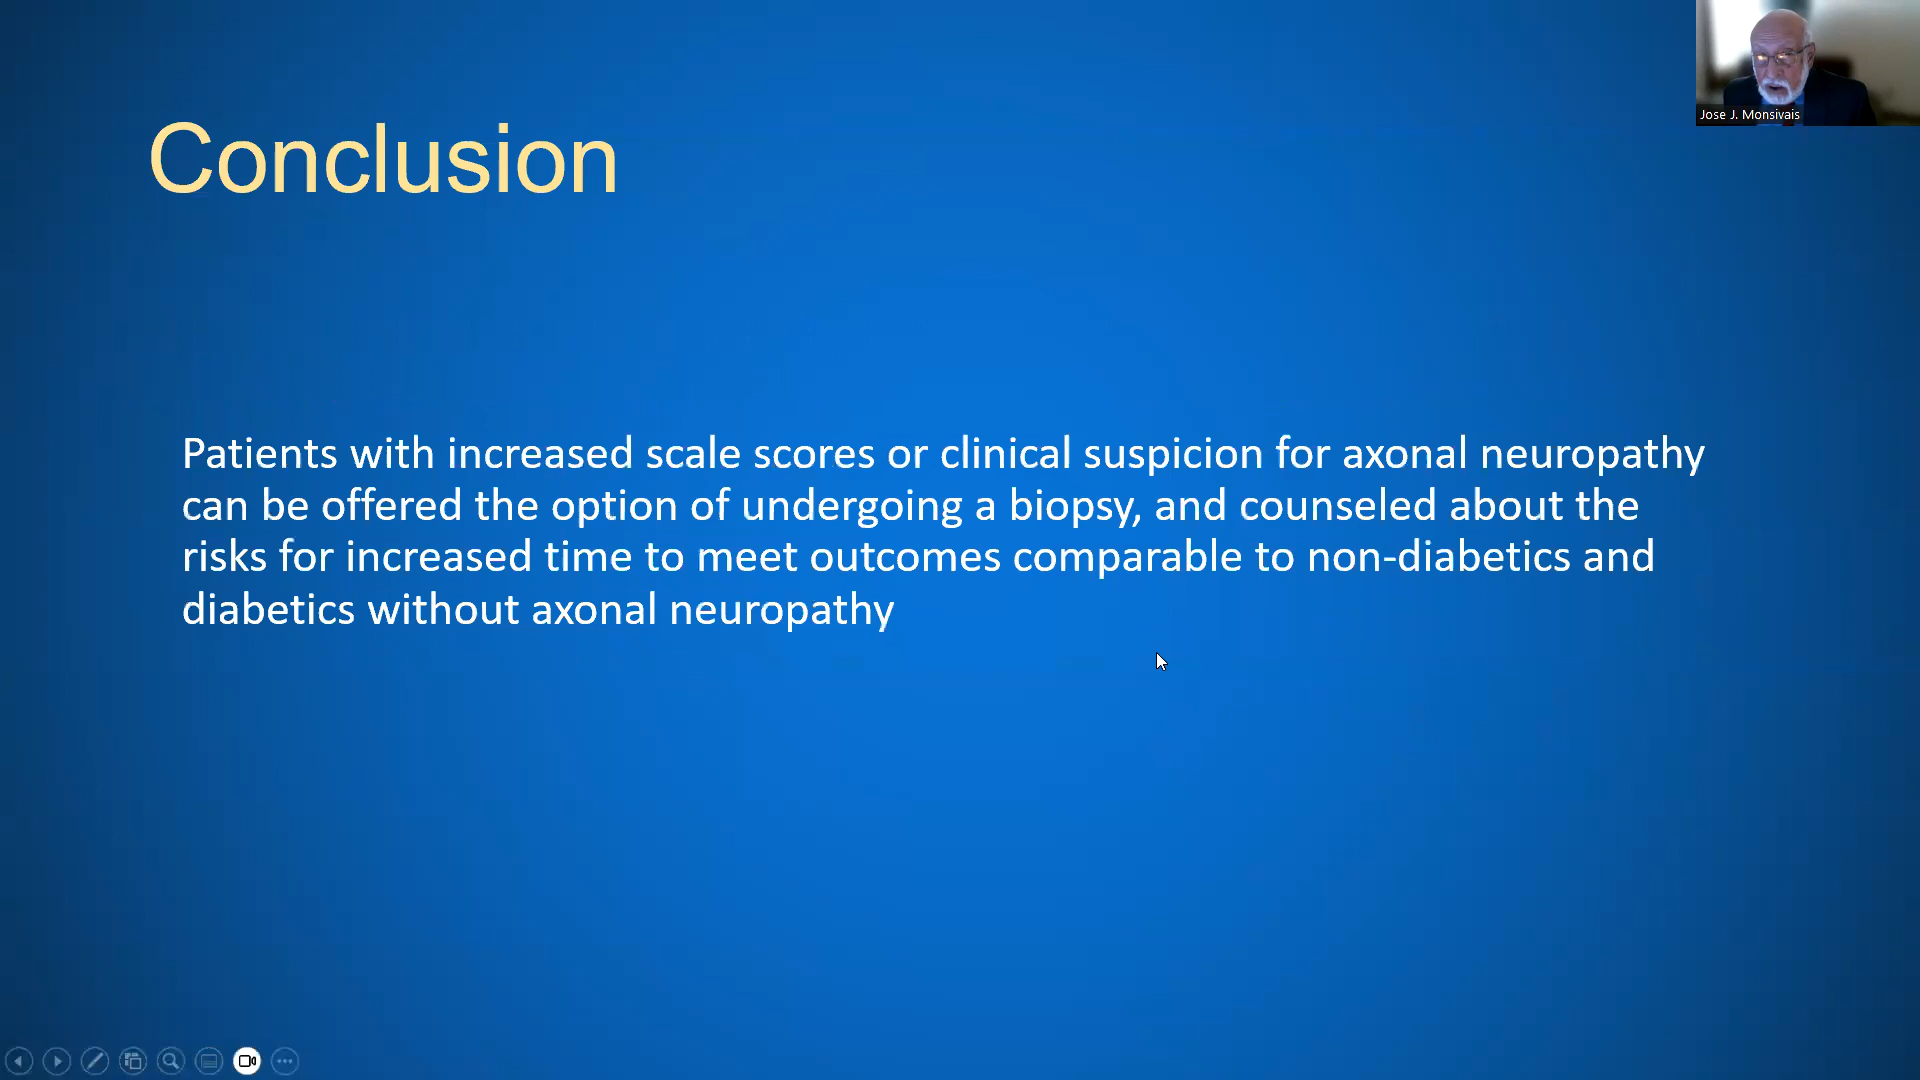 Jose J. Monsivais
Conclusion
Patients with increased scale scores or clinical suspicion for axonal neuropathy
can be offered the option of undergoing a biopsy, and counseled about the
risks for increased time to meet outcomes comparable to non-diabetics and
diabetics without axonal neuropathy